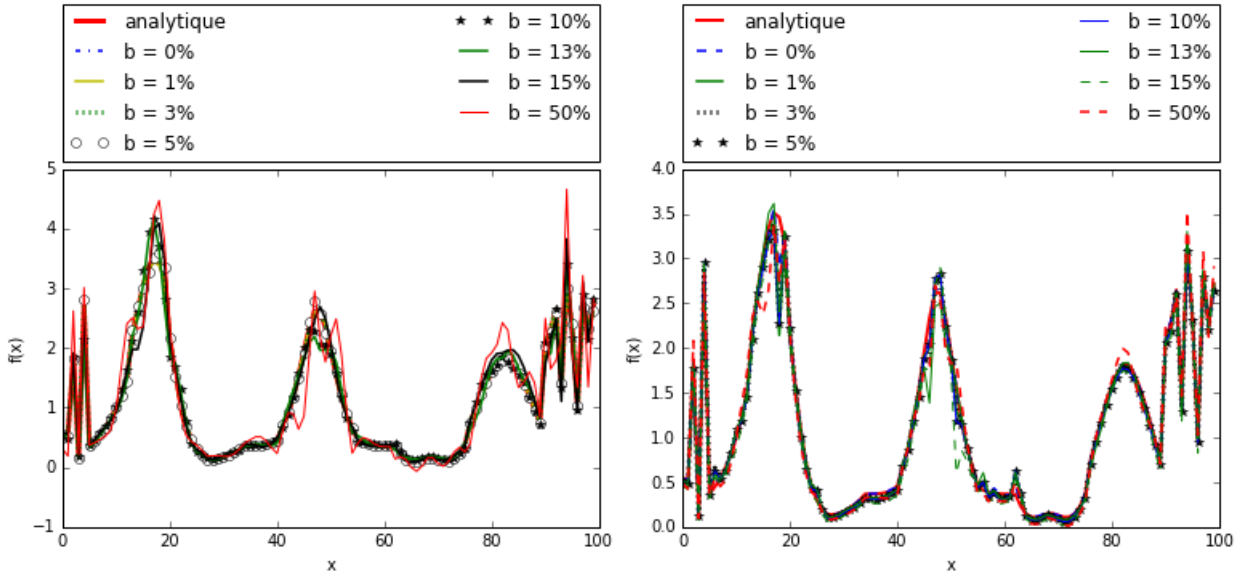 analytique
b = 0%
b = 1%
b = 3%
b = 5%
b = 10%
b = 13%
b = 15%
b = 50%
5
4
3
2
1
0
−1
f(x)
0
20
40
60
80
100
x
analytique
b = 0%
b = 1%
b = 3%
b = 5%
b = 10%
b = 13%
b = 15%
b = 50%
4.0
3.5
3.0
2.5
2.0
1.5
1.0
0.5
0.0
f(x)
0
20
40
60
80
100
x